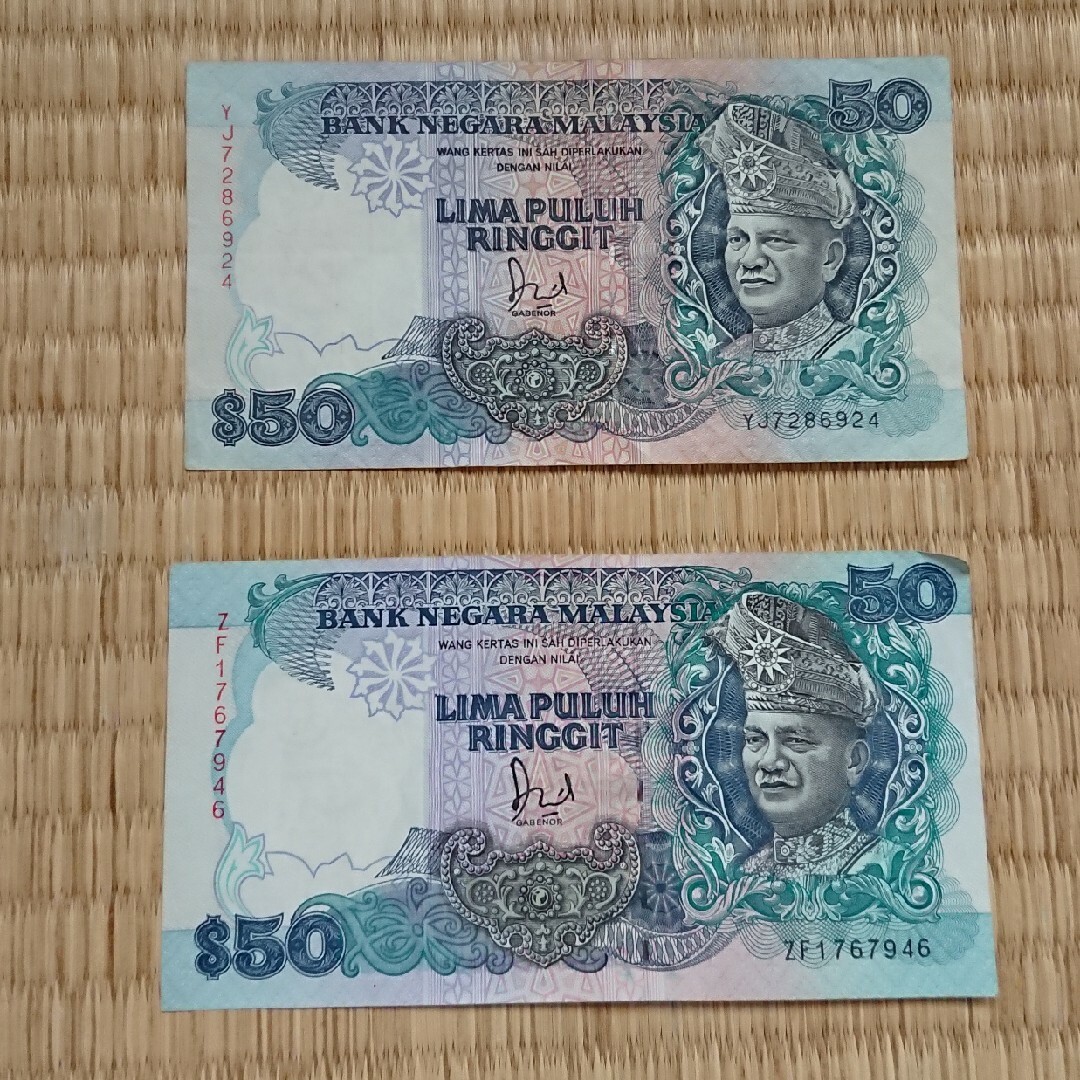 50
BANK NEGARA MALAYSIA
YJ7286924
WANG KERTAS INI SAH DIPERLAKUKAN
DENGAN NILAI
LIMA PULUH
RINGGIT
GABENOR
$50
YJ7286924
50
BANK NEGARA MALAYSIA
ZF1767946
WANG KERTAS INI SAH DIPERLAKUKAN
DENGAN NILAI
LIMA PULUH
RINGGIT
GABENOR
$50
ZF1767946